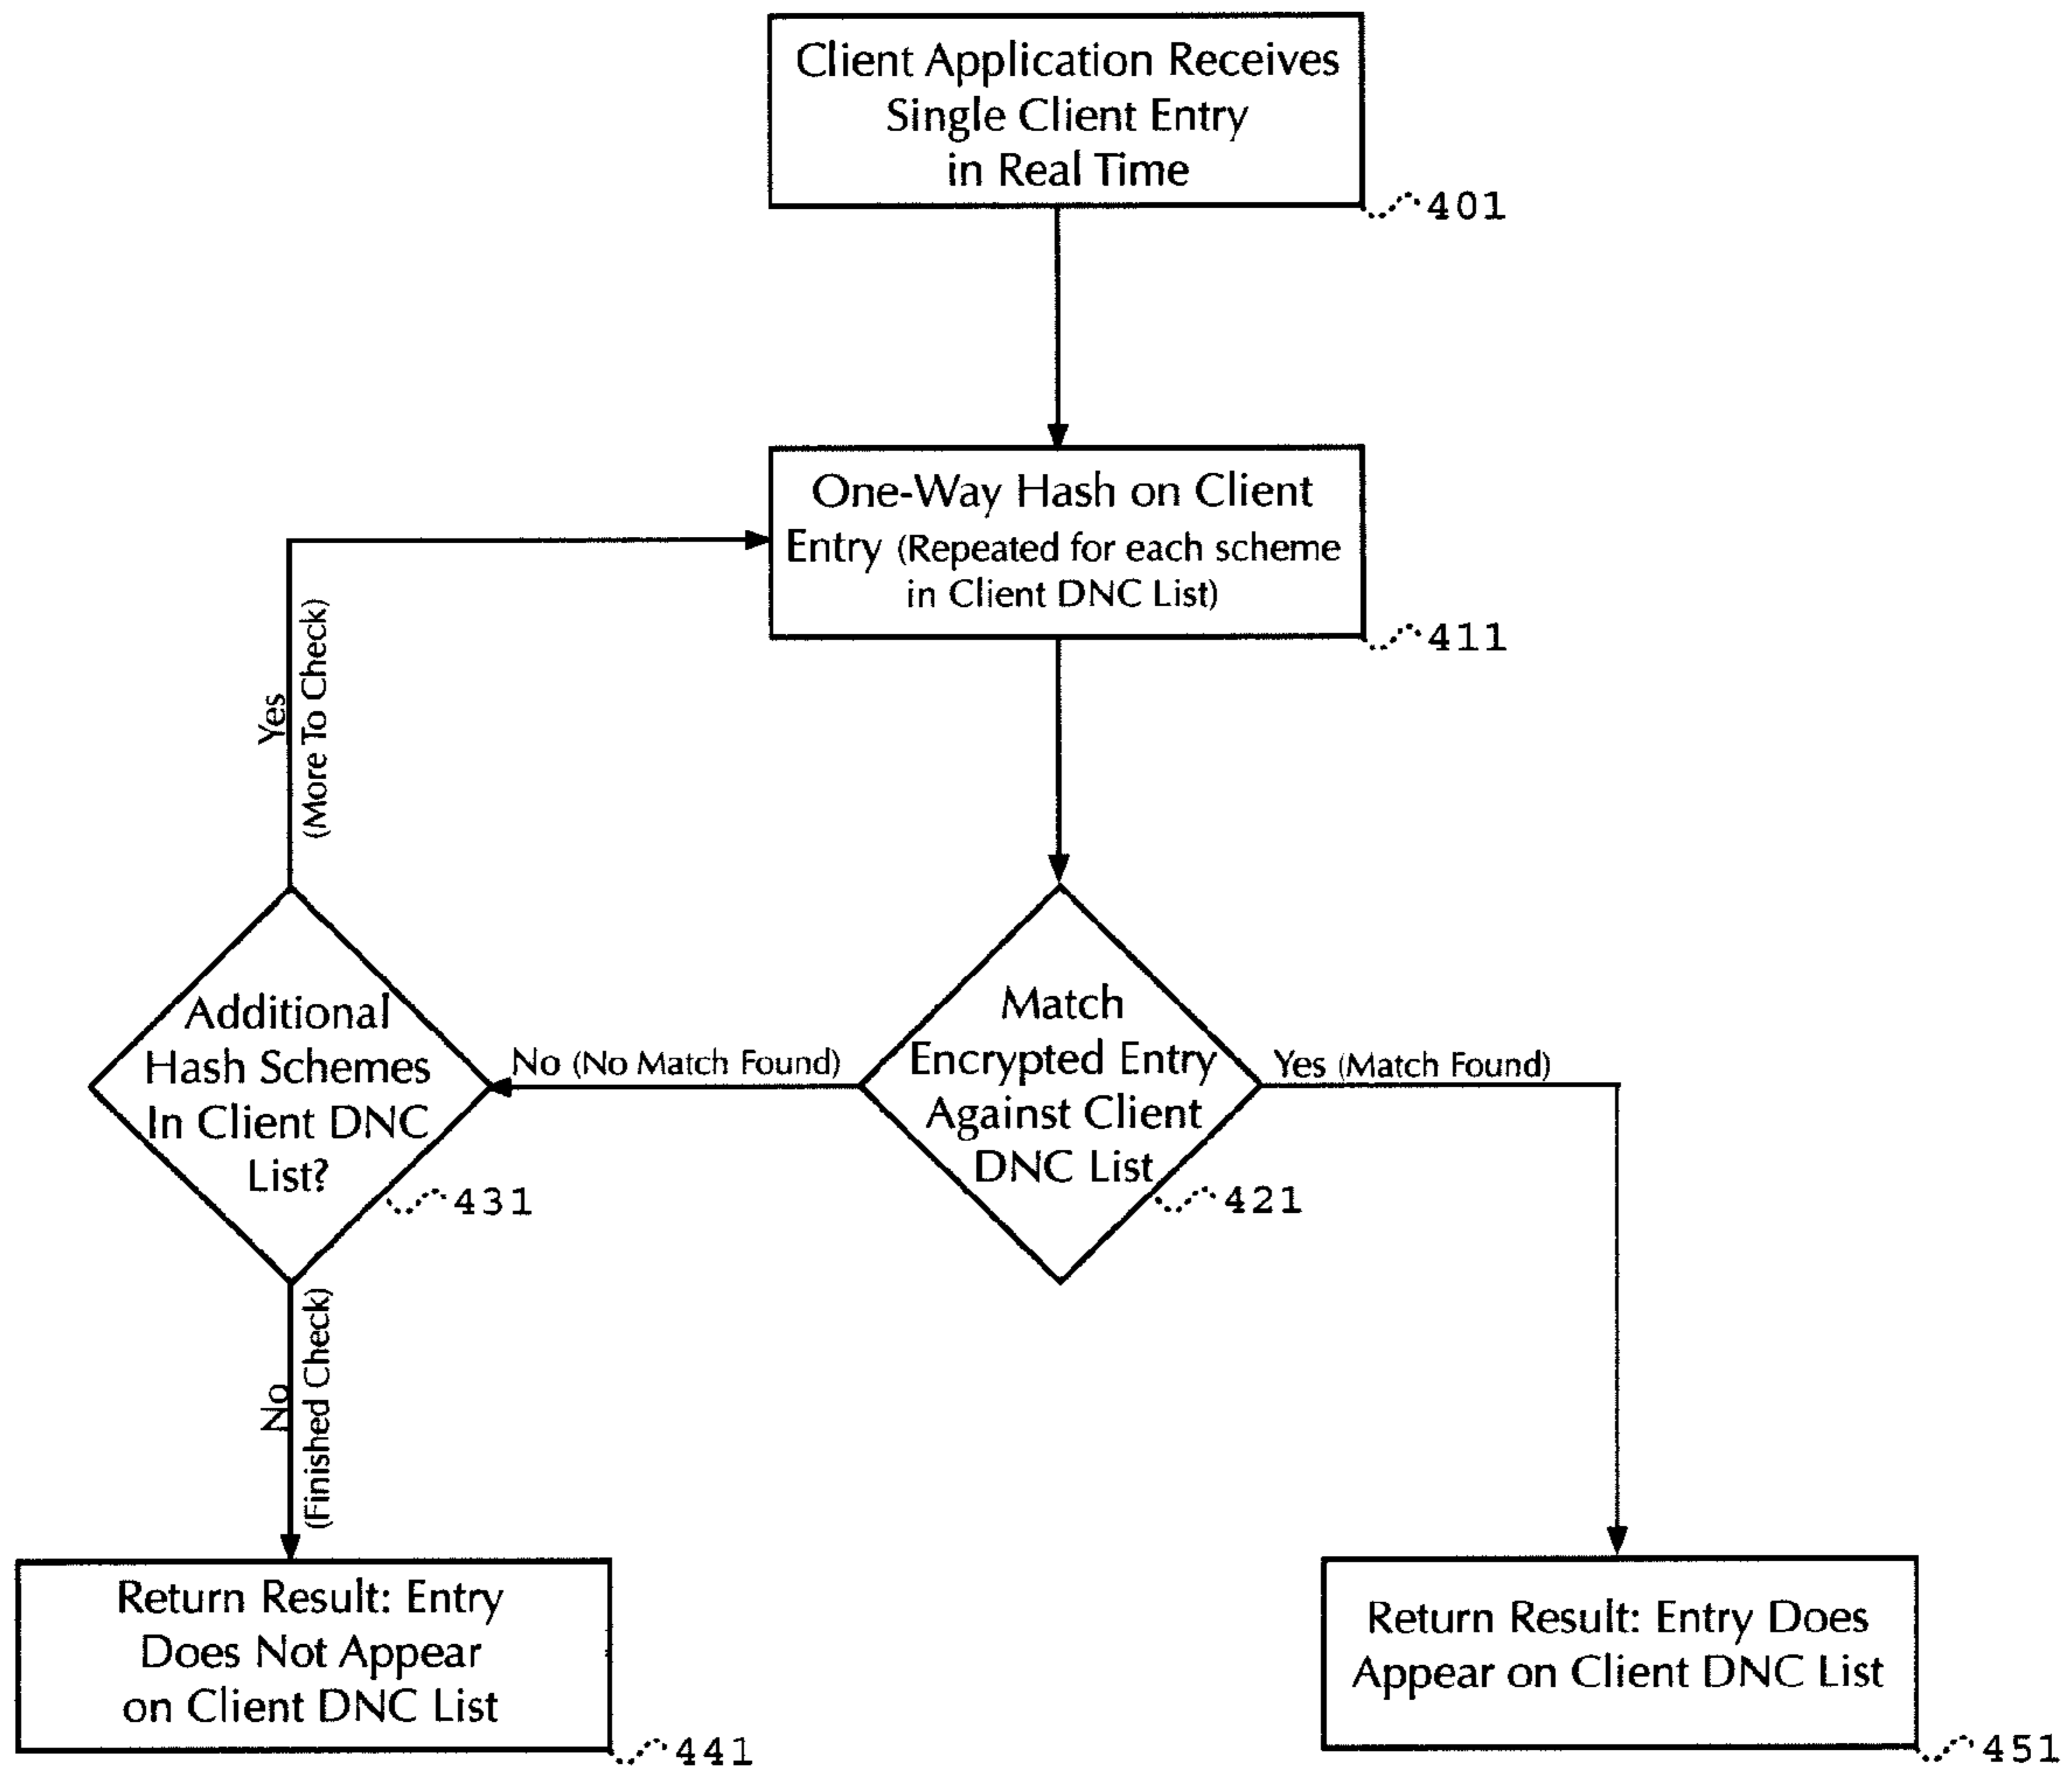 Client Application Receives
Single Client Entry
in Real Time
401
One-Way Hash on Client
Entry (Repeated for each scheme
in Client DNC List)
411
Yes
(More To Check)
Additional
Hash Schemes
In Client DNC
List?
431
No (No Match Found)
Match
Encrypted Entry
Against Client
DNC List
421
Yes (Match Found)
No
(Finished Check)
Return Result: Entry
Does Not Appear
on Client DNC List
441
Return Result: Entry Does
Appear on Client DNC List
451